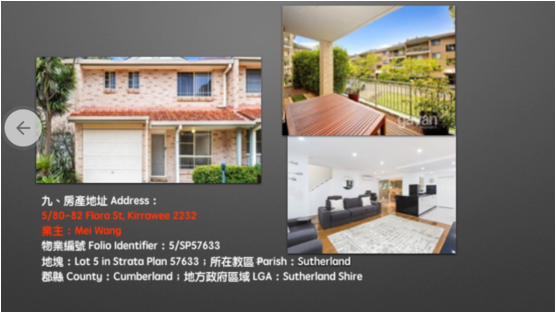 gavan
九、房產地址 Address：
5/80-82 Flora St, Kirrawee 2232
業主：Mei Wang
物業編號 Folio Identifier：5/SP57633
地塊：Lot 5 in Strata Plan 57633；所在教區 Parish：Sutherland
郡縣 County：Cumberland；地方政府區域 LGA：Sutherland Shire